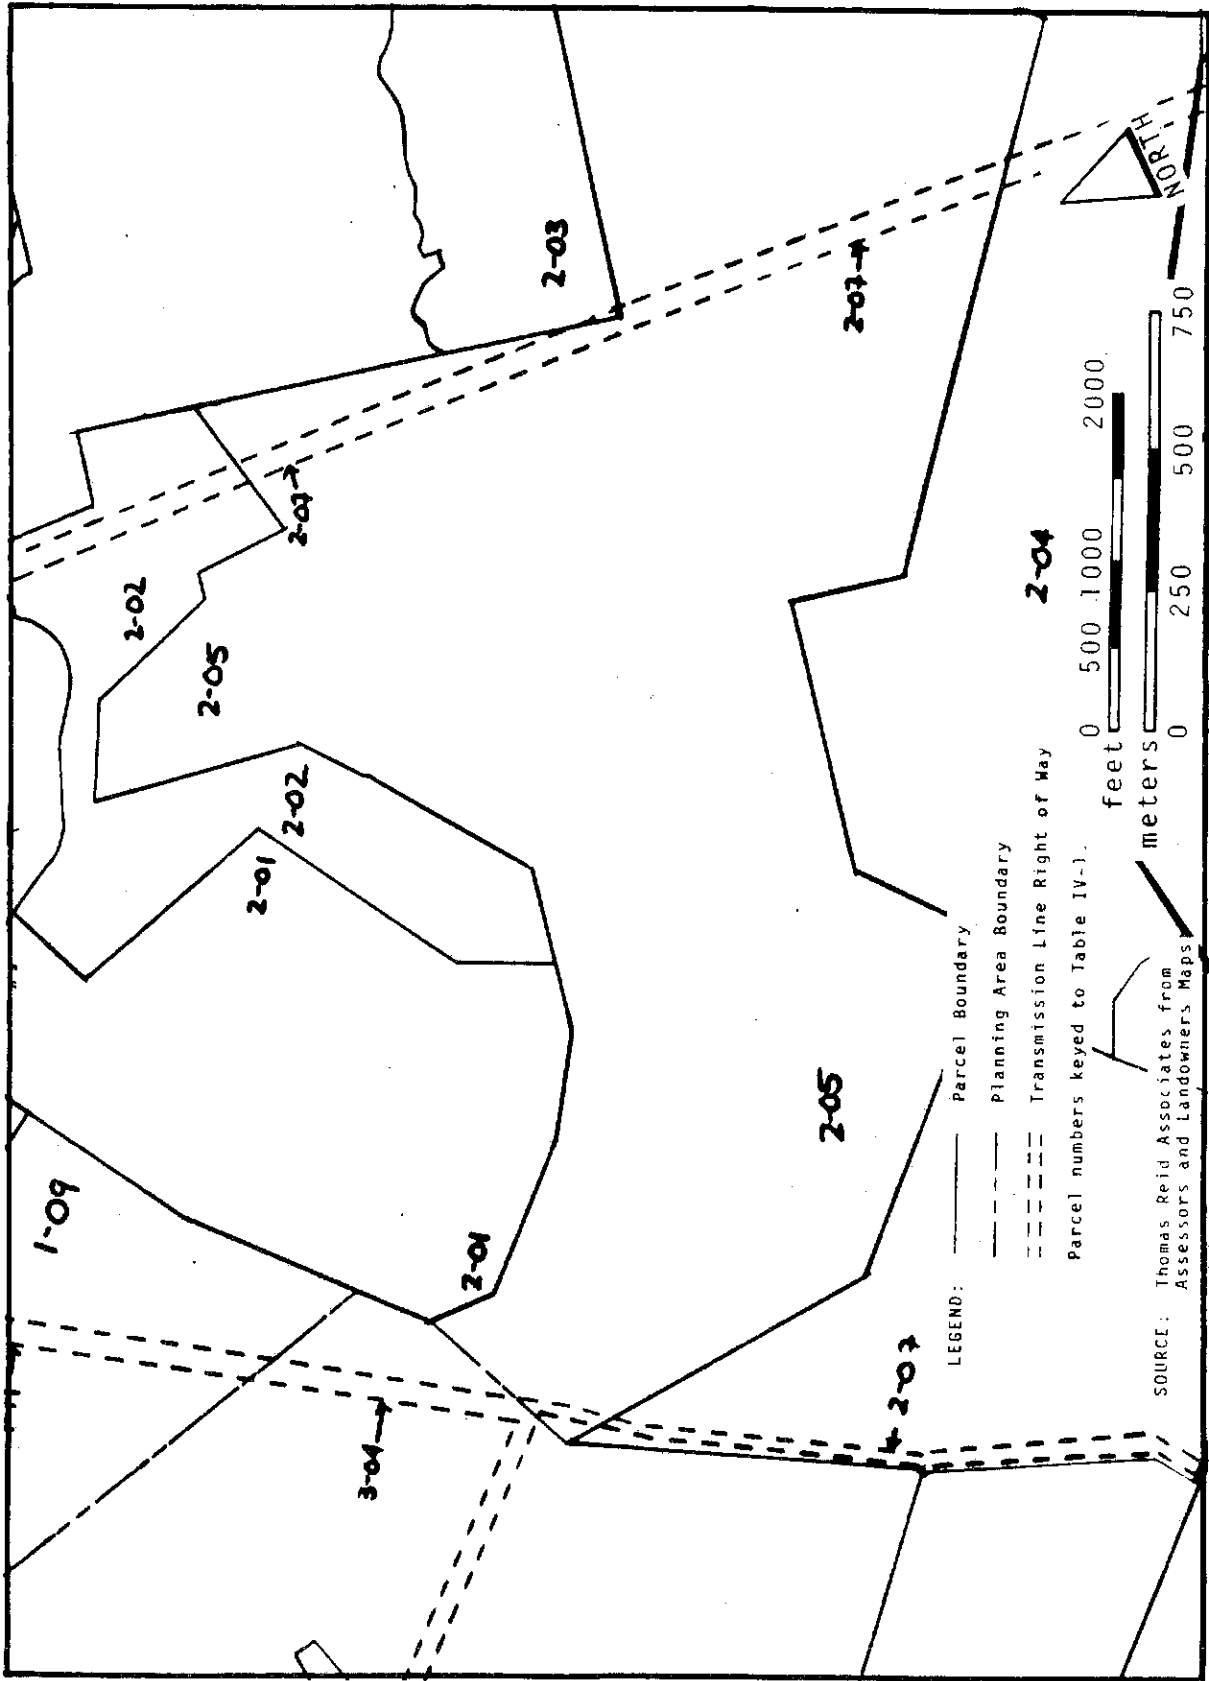 1-09
2-01
2-02
2-02
2-03
2-01
2-05
2-07→
3-04→
2-05
2-07→
← 2-07
2-04
LEGEND: Parcel Boundary
Planning Area Boundary
Transmission Line Right of Way
Parcel numbers keyed to Table IV-1.
0 500 1000 2000
feet
meters
0 250 500 750
NORTH
SOURCE: Thomas Reid Associates from
Assessors and Landowners Maps